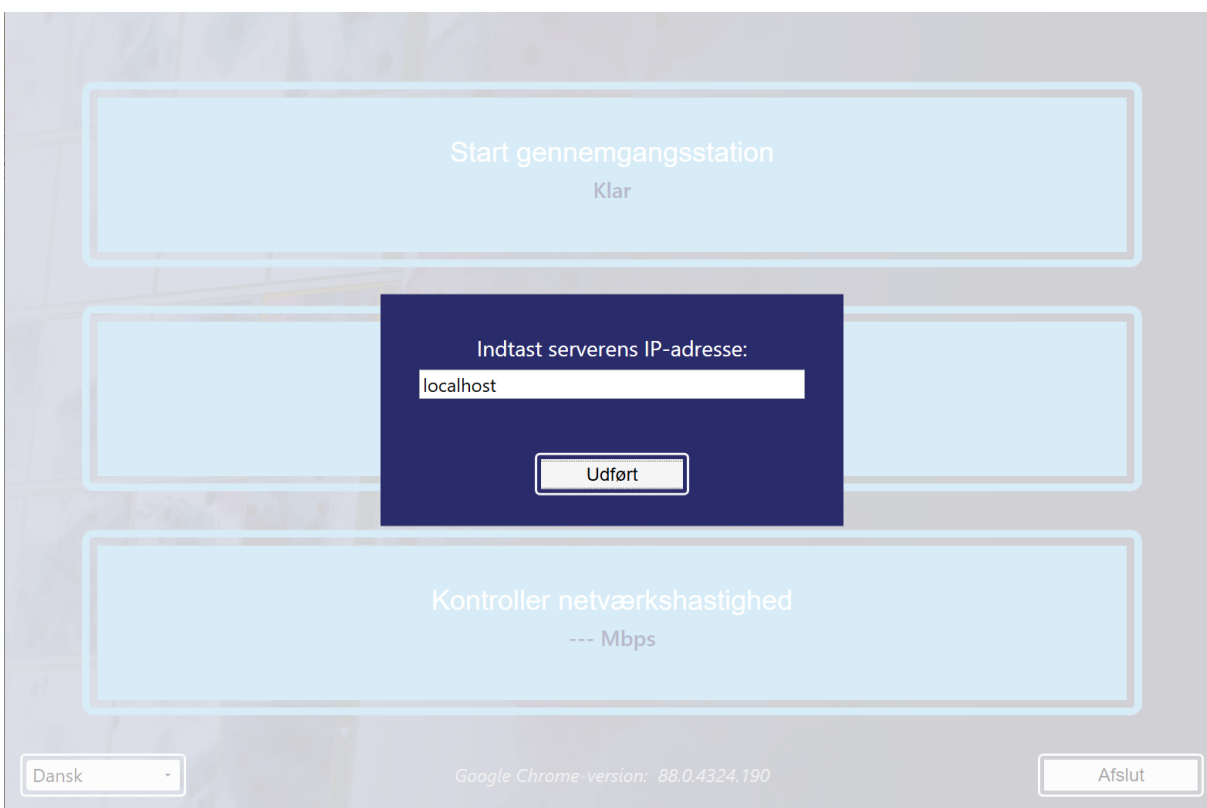 Start gennemgangsstation
Klar
Indtast serverens IP-adresse:
localhost
Udført
Kontroller netværkshastighed
--- Mbps
Dansk
Google Chrome-version: 88.0.4324.190
Afslut